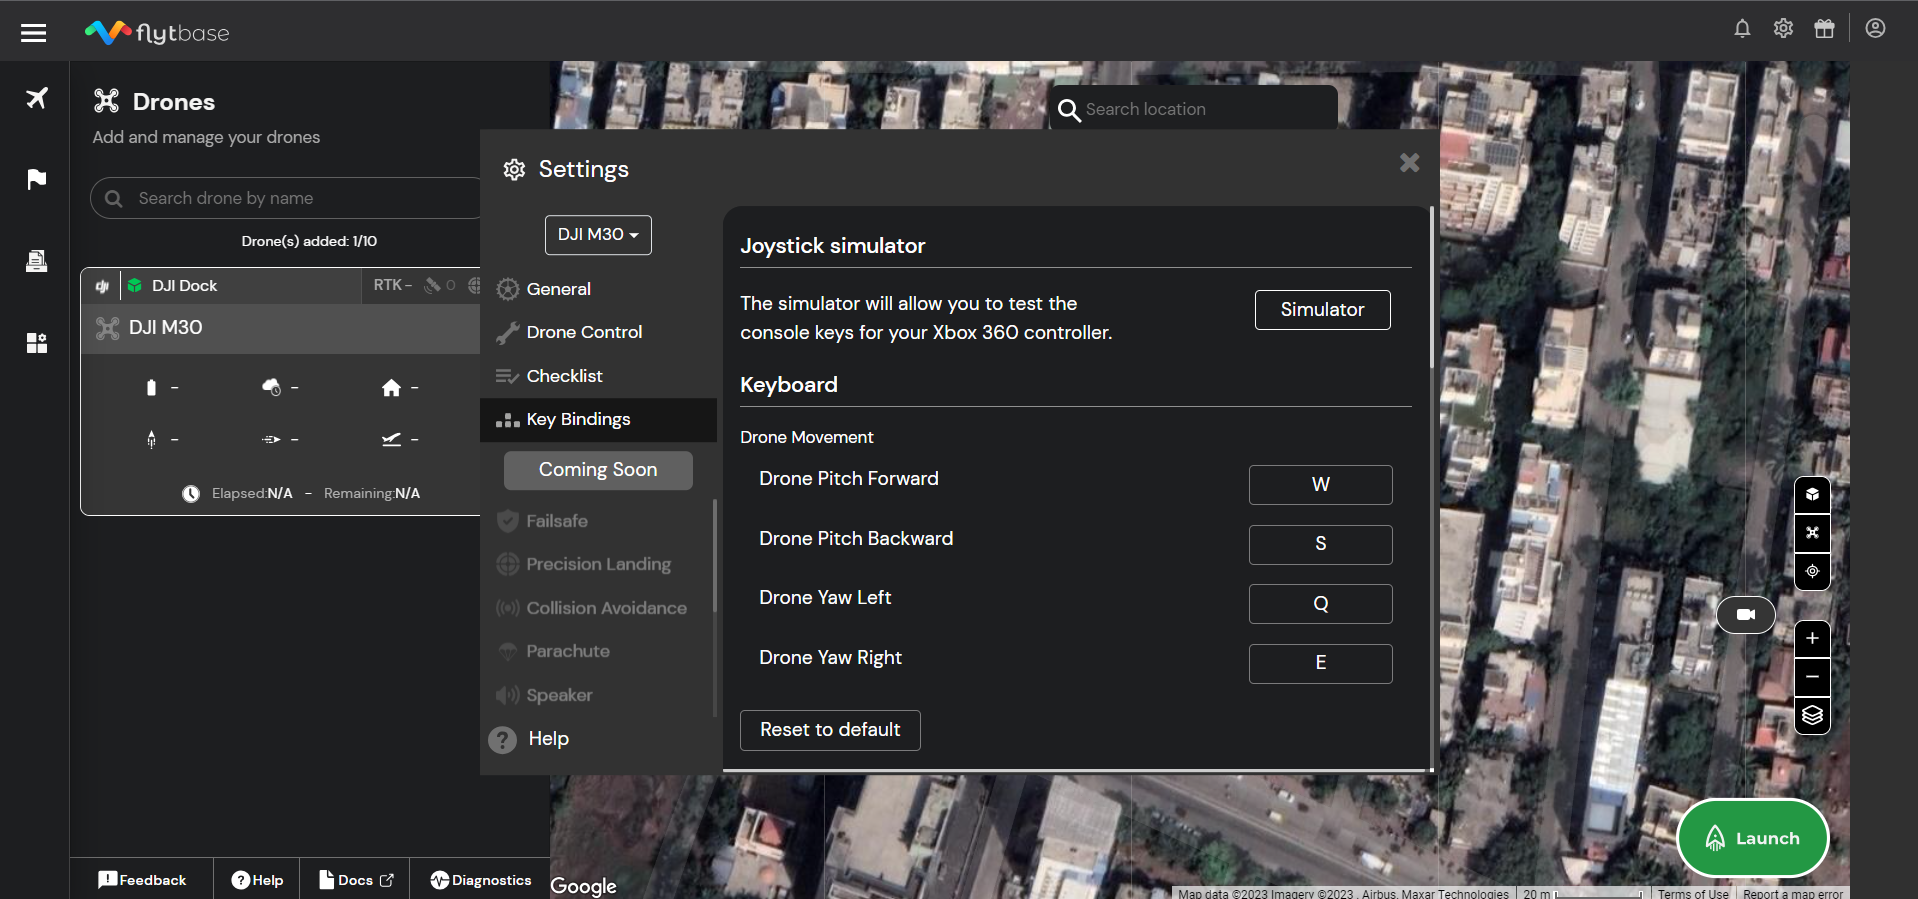 flytbase
Drones
Add and manage your drones
Search drone by name
Drone(s) added: 1/10
DJI Dock
RTK - 0
DJI M30
-
-
-
-
-
-
Elapsed:N/A - Remaining:N/A
Feedback
Help
Docs
Diagnostics
Search location
Settings
DJI M30
General
Drone Control
Checklist
Key Bindings
Coming Soon
Failsafe
Precision Landing
Collision Avoidance
Parachute
Speaker
Help
Joystick simulator
The simulator will allow you to test the
console keys for your Xbox 360 controller.
Simulator
Keyboard
Drone Movement
Drone Pitch Forward W
Drone Pitch Backward S
Drone Yaw Left Q
Drone Yaw Right E
Reset to default
Launch
Google
Map data ©2023 Imagery ©2023 , Airbus, Maxar Technologies
20 m
Terms of Use
Report a map error